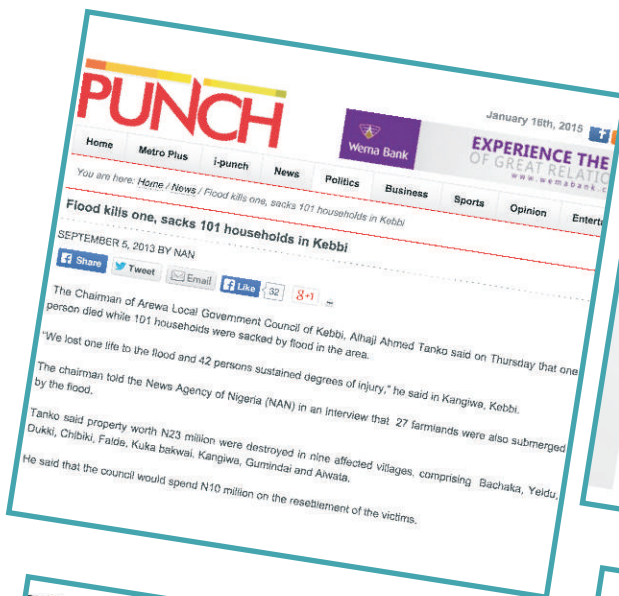 PUNCH
January 16th, 2015
Wema Bank
EXPERIENCE THE
OF GREAT RELATIO
www.wemabank.c
Home Metro Plus i-punch News Politics Business Sports Opinion Enterta
You are here: Home / News / Flood kills one, sacks 101 households in Kebbi
Flood kills one, sacks 101 households in Kebbi
SEPTEMBER 5, 2013 BY NAN
Share Tweet Email Like 32 g+1
The Chairman of Arewa Local Government Council of Kebbi, Alhaji Ahmed Tanko said on Thursday that one
person died while 101 households were sacked by flood in the area.
"We lost one life to the flood and 42 persons sustained degrees of injury," he said in Kangiwa, Kebbi.
The chairman told the News Agency of Nigeria (NAN) in an interview that 27 farmlands were also submerged
by the flood.
Tanko said property worth N23 million were destroyed in nine affected villages, comprising Bachaka, Yeldu,
Dukki, Chibiki, Falde, Kuka bakwai, Kangiwa, Gumindai and Alwata.
He said that the council would spend N10 million on the reseblement of the victims.